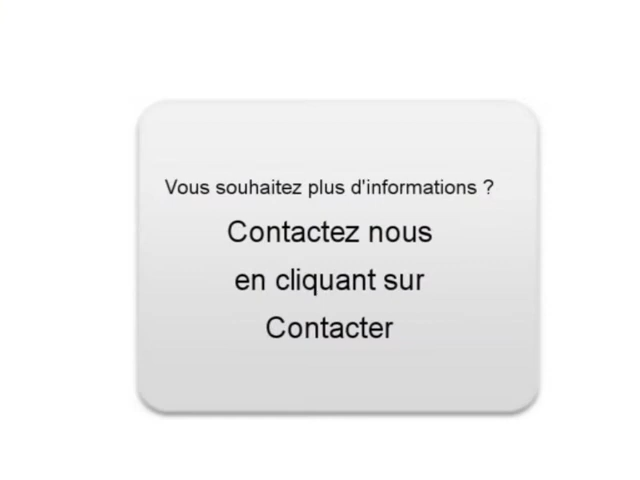 Vous souhaitez plus d'informations ?
Contactez nous
en cliquant sur
Contacter